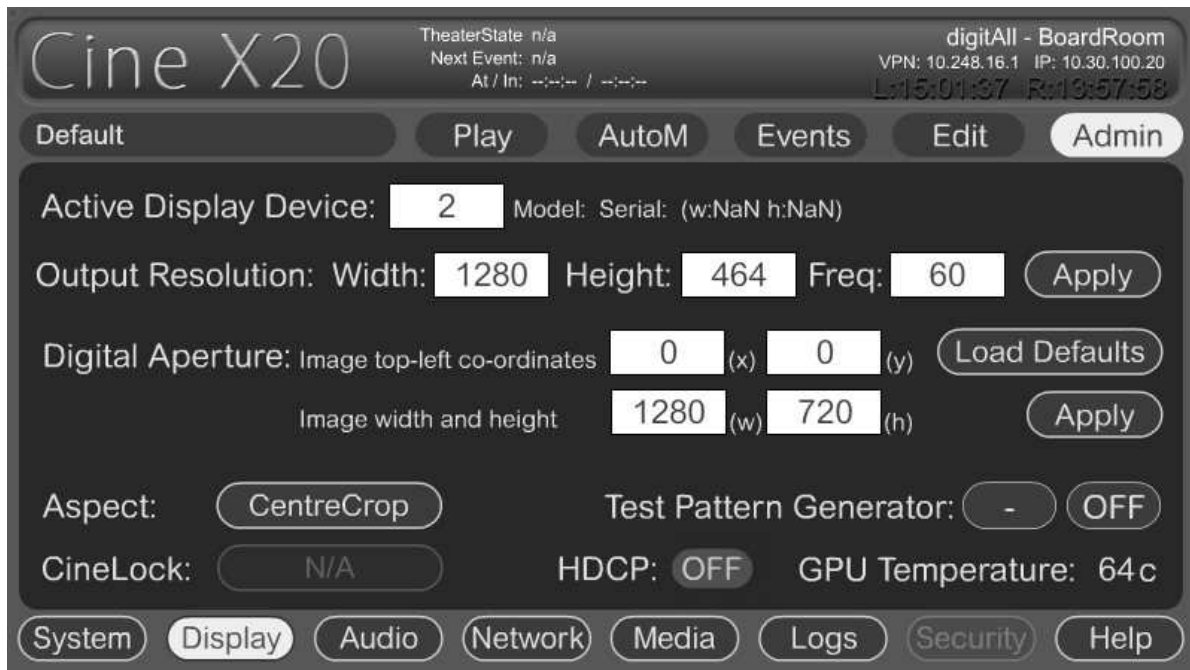 Cine X20
TheaterState n/a
Next Event: n/a
At / In: --:--:-- / --:--:--
digitAll - BoardRoom
VPN: 10.248.16.1 IP: 10.30.100.20
L:15:01:37 R:13:57:58
Default Play AutoM Events Edit Admin
Active Display Device: 2 Model: Serial: (w:NaN h:NaN)
Output Resolution: Width: 1280 Height: 464 Freq: 60 Apply
Digital Aperture: Image top-left co-ordinates 0 (x) 0 (y) Load Defaults
Image width and height 1280 (w) 720 (h) Apply
Aspect: CentreCrop Test Pattern Generator: - OFF
CineLock: N/A HDCP: OFF GPU Temperature: 64c
System Display Audio Network Media Logs Security Help